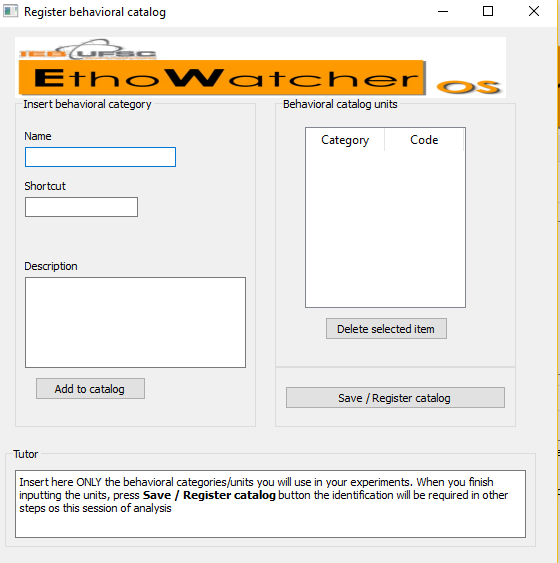 Register behavioral catalog
IEB UFSC
EthoWatcher OS
Insert behavioral category
Name
Shortcut
Description
Add to catalog
Behavioral catalog units
Category Code
Delete selected item
Save / Register catalog
Tutor
Insert here ONLY the behavioral categories/units you will use in your experiments. When you finish
inputting the units, press Save / Register catalog button the identification will be required in other
steps os this session of analysis